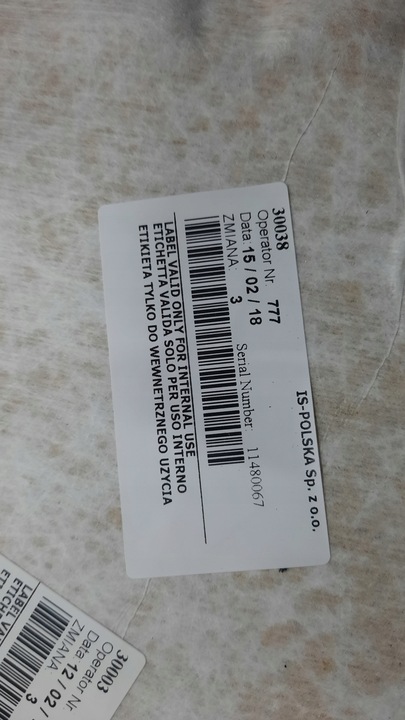 IS-POLSKA Sp. z o.o.
30038
Operator Nr. 777
Data 15 / 02 / 18
ZMIANA: 3
Serial Number 11480067
LABEL VALID ONLY FOR INTERNAL USE
ETICHETTA VALIDA SOLO PER USO INTERNO
ETIKIETA TYLKO DO WEWNETRZNEGO UZYCIA
30003
Operator Nr
Data 12 / 02 /
ZMIANA 3
LABEL VA
ETICH